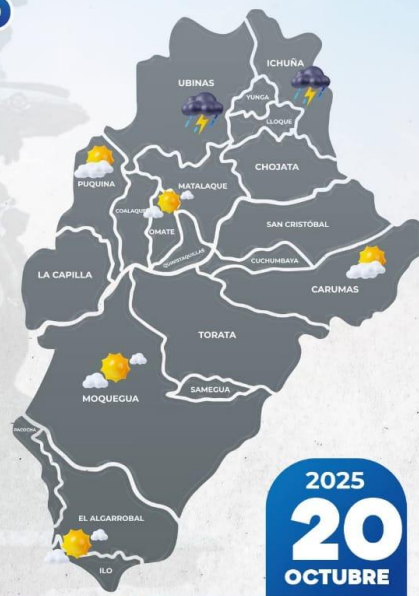 ICHUÑA
UBINAS
YUNGA
LLOQUE
CHOJATA
PUQUINA
MATALAQUE
COALAQUE
OMATE
SAN CRISTÓBAL
QUINISTAQUILLAS
CUCHUMBAYA
LA CAPILLA
CARUMAS
TORATA
SAMEGUA
MOQUEGUA
PACOCHA
EL ALGARROBAL
ILO
2025
20
OCTUBRE